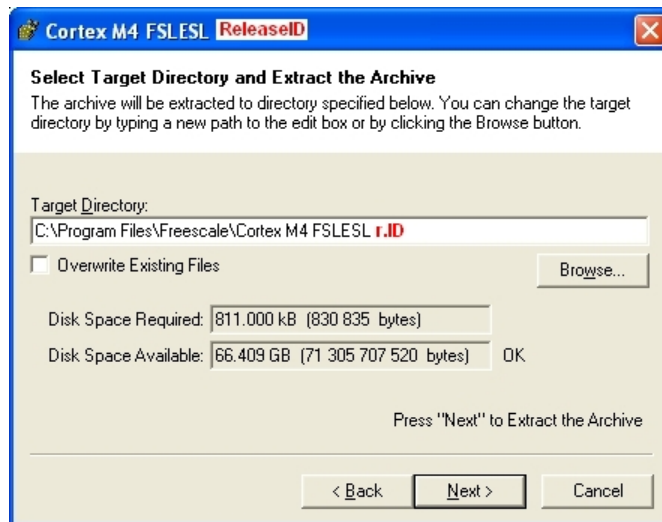 Cortex M4 FSLESL ReleaseID
Select Target Directory and Extract the Archive
The archive will be extracted to directory specified below. You can change the target
directory by typing a new path to the edit box or by clicking the Browse button.
Target Directory:
C:\Program Files\Freescale\Cortex M4 FSLESL r.ID
Overwrite Existing Files
Browse...
Disk Space Required: 811.000 kB (830 835 bytes)
Disk Space Available: 66.409 GB (71 305 707 520 bytes) OK
Press "Next" to Extract the Archive
< Back Next > Cancel